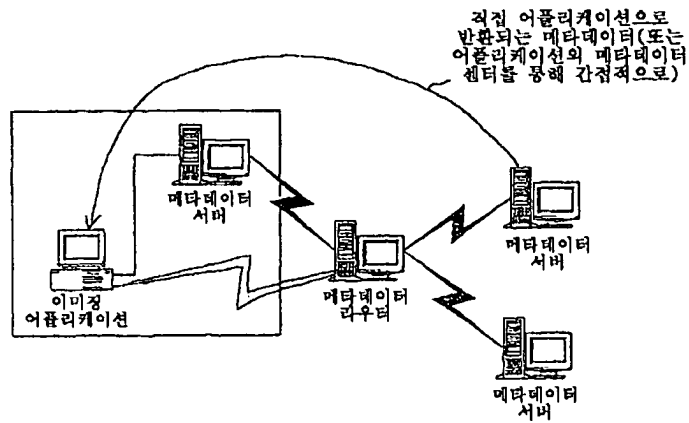 직접 어플리케이션으로
반환되는 메타데이터(또는
어플리케이션의 메타데이터
센터를 통해 간접적으로)
메타데이터
서버
메타데이터
서버
이미징
어플리케이션
메타데이터
라우터
메타데이터
서버